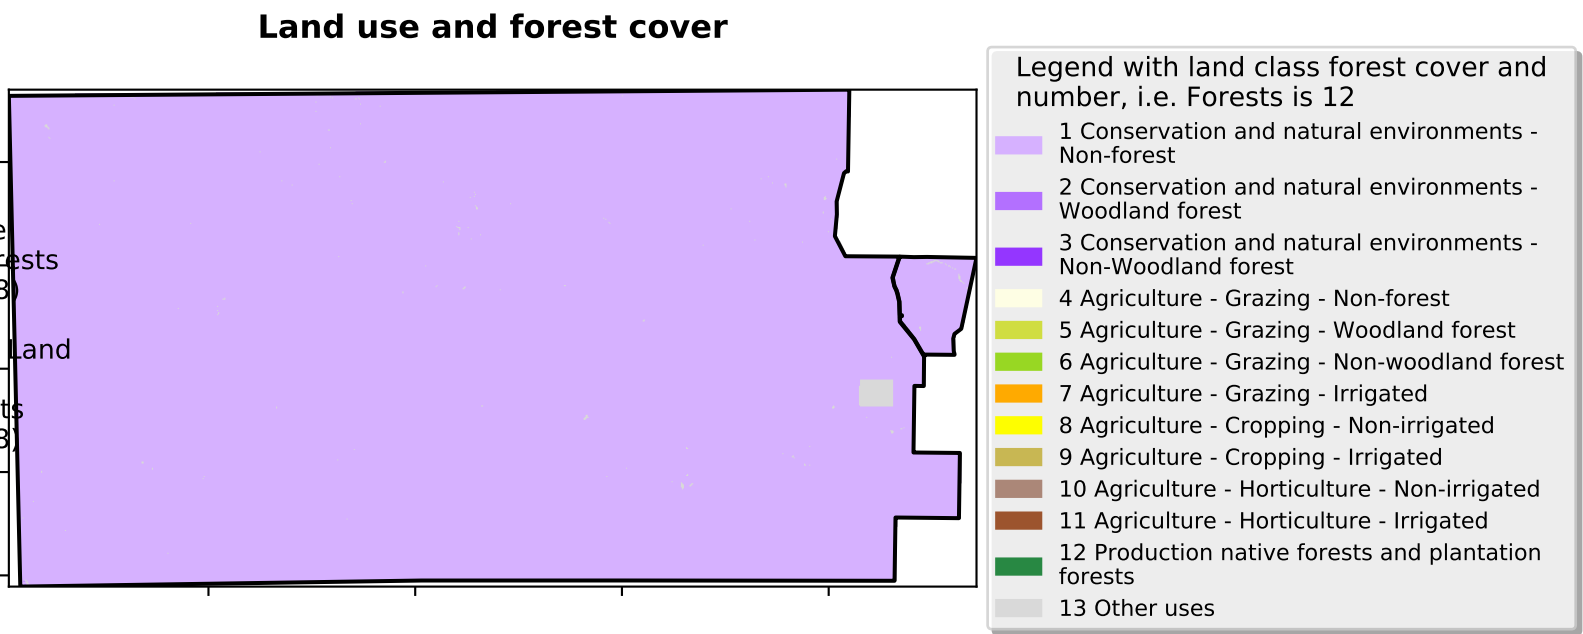 Land use and forest cover
e
rests
3)
Land
ts
3)
Legend with land class forest cover and
number, i.e. Forests is 12
1 Conservation and natural environments -
Non-forest
2 Conservation and natural environments -
Woodland forest
3 Conservation and natural environments -
Non-Woodland forest
4 Agriculture - Grazing - Non-forest
5 Agriculture - Grazing - Woodland forest
6 Agriculture - Grazing - Non-woodland forest
7 Agriculture - Grazing - Irrigated
8 Agriculture - Cropping - Non-irrigated
9 Agriculture - Cropping - Irrigated
10 Agriculture - Horticulture - Non-irrigated
11 Agriculture - Horticulture - Irrigated
12 Production native forests and plantation
forests
13 Other uses